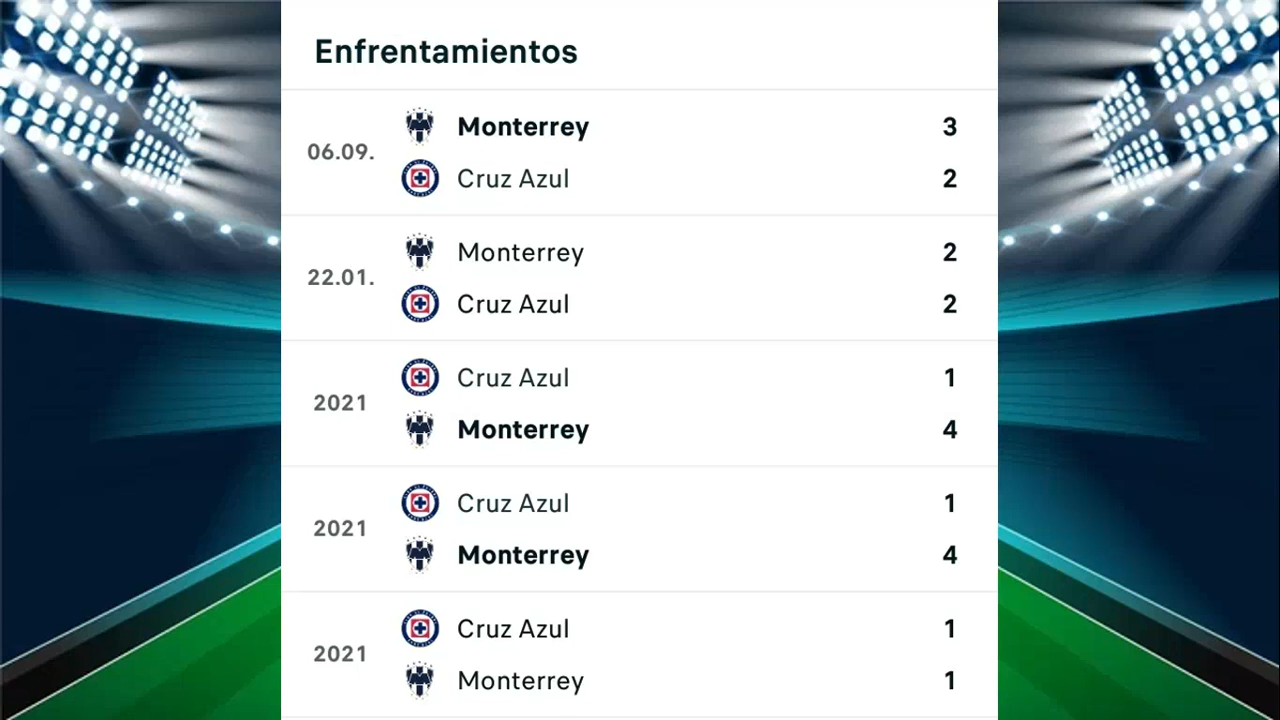 Enfrentamientos
06.09.
Monterrey 3
Cruz Azul 2
22.01.
Monterrey 2
Cruz Azul 2
2021
Cruz Azul 1
Monterrey 4
2021
Cruz Azul 1
Monterrey 4
2021
Cruz Azul 1
Monterrey 1